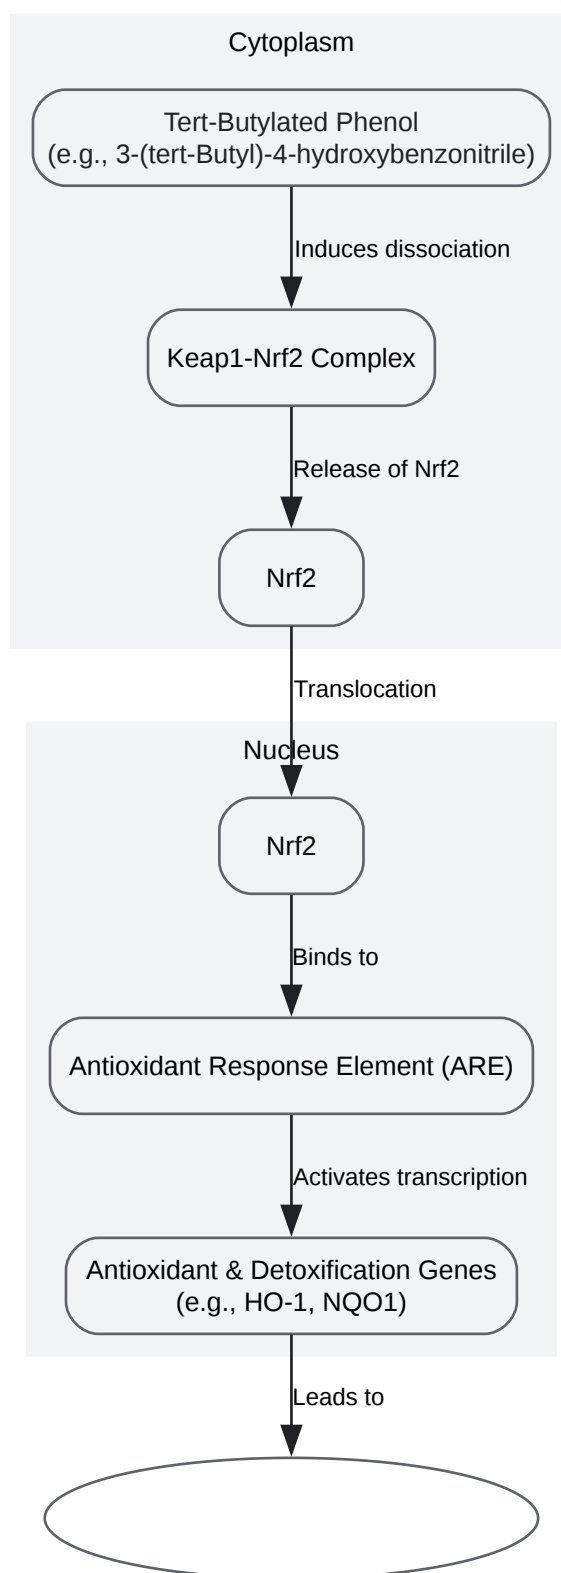 Cytoplasm
Tert-Butylated Phenol
(e.g., 3-(tert-Butyl)-4-hydroxybenzonitrile)
Induces dissociation
Keap1-Nrf2 Complex
Release of Nrf2
Nrf2
Translocation
Nucleus
Nrf2
Binds to
Antioxidant Response Element (ARE)
Activates transcription
Antioxidant & Detoxification Genes
(e.g., HO-1, NQO1)
Leads to